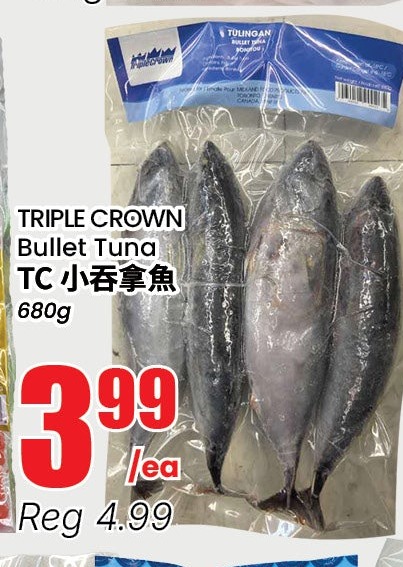 TripleCrown
TULINGAN
BULLET TUNA
TRIPLE CROWN
Bullet Tuna
TC 小吞拿魚
680g
3 99
/ea
Reg 4.99